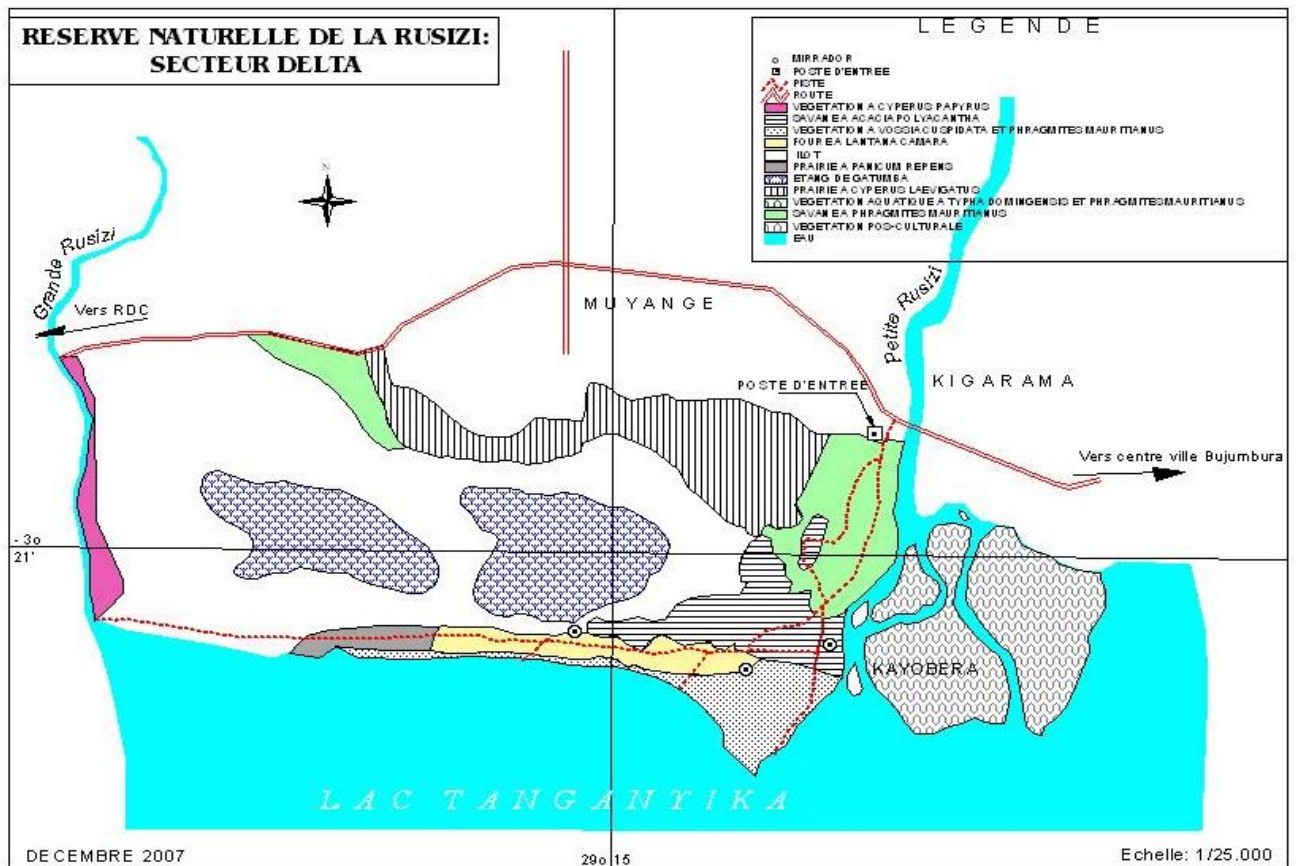 RESERVE NATURELLE DE LA RUSIZI:
SECTEUR DELTA
LEGENDE
MIRRADOR
POSTE D'ENTREE
PISTE
ROUTE
VEGETATION A CYPERUS PAPYRUS
SAVANE A ACACIA POLYACANTHA
VEGETATION A VOSSIA CUSPIDATA ET PHRAGMITES MAURITIANUS
FOURE A LANTANA CAMARA
ILOT
PRAIRIE A PANICUM REPENS
ETANG DE GATUMBA
PRAIRIE A CYPERUS LAEVIGATUS
VEGETATION AQUATIQUE A TYPHA DOMINGENSIS ET PHRAGMITES MAURITIANUS
SAVANE A PHRAGMITES MAURITIANUS
VEGETATION POS-CULTURALE
EAU
N
Grande Rusizi
Vers RDC
MUYANGE
Petite Rusizi
POSTE D'ENTREE
KIGARAMA
Vers centre ville Bujumbura
- 3o
21'
KAYOBERA
LAC TANGANYIKA
DECEMBRE 2007
29o 15
Echelle: 1/25.000